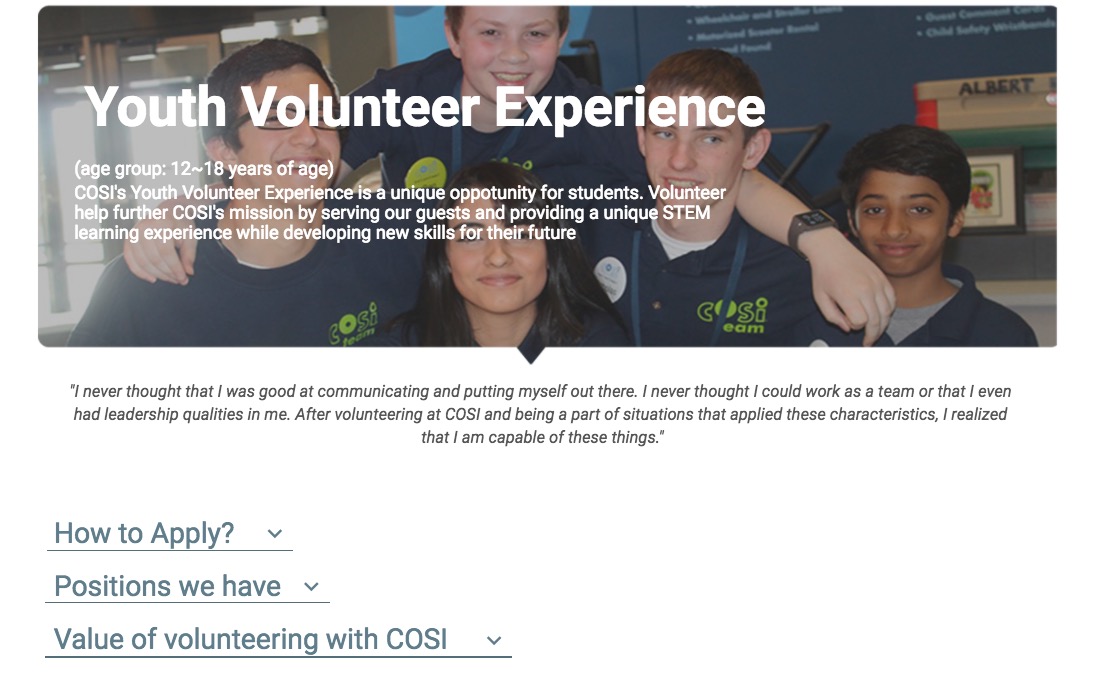 • Wheelchair and Stroller Loans
• Guest Comment Cards
• Motorized Scooter Rental
• Child Safety Wristbands
and Found
ALBERT
Youth Volunteer Experience
(age group: 12~18 years of age)
COSI's Youth Volunteer Experience is a unique oppotunity for students. Volunteer
help further COSI's mission by serving our guests and providing a unique STEM
learning experience while developing new skills for their future
cosi
team
cosi
eam
"I never thought that I was good at communicating and putting myself out there. I never thought I could work as a team or that I even
had leadership qualities in me. After volunteering at COSI and being a part of situations that applied these characteristics, I realized
that I am capable of these things."
How to Apply?
Positions we have
Value of volunteering with COSI